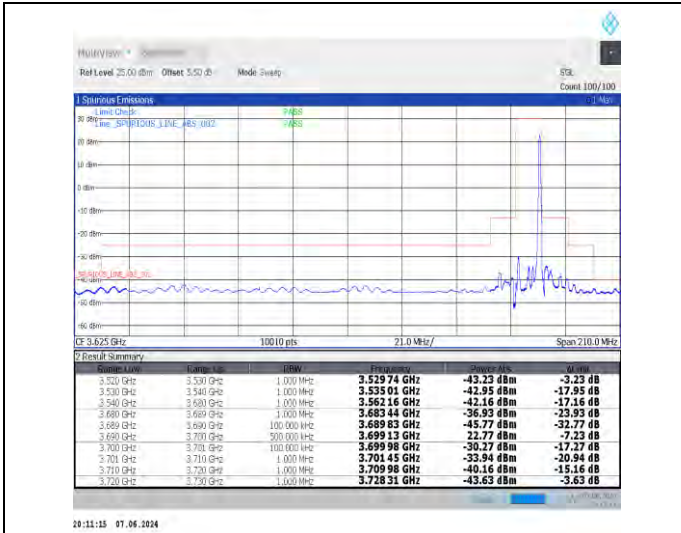 MultiView
Ref Level 25.00 dBm Offset 5.50 dB Mode Sweep SGL
Count 100/100
1 Spurious Emissions
Limit Check PASS
Line _SPURIOUS_LINE_ABS_002 PASS
30 dBm
20 dBm
10 dBm
0 dBm
-10 dBm
-20 dBm
-30 dBm
-50 dBm
-60 dBm
CF 3.625 GHz 10010 pts 21.0 MHz/ Span 210.0 MHz
2 Result Summary
Range Low Range Up RBW Frequency Power Abs ΔLimit
3.520 GHz 3.530 GHz 1.000 MHz 3.529 74 GHz -43.23 dBm -3.23 dB
3.530 GHz 3.540 GHz 1.000 MHz 3.535 01 GHz -42.95 dBm -17.95 dB
3.540 GHz 3.680 GHz 1.000 MHz 3.562 16 GHz -42.16 dBm -17.16 dB
3.680 GHz 3.689 GHz 1.000 MHz 3.683 44 GHz -36.93 dBm -23.93 dB
3.689 GHz 3.690 GHz 100.000 kHz 3.689 83 GHz -45.77 dBm -32.77 dB
3.690 GHz 3.700 GHz 500.000 kHz 3.699 13 GHz 22.77 dBm -7.23 dB
3.700 GHz 3.701 GHz 100.000 kHz 3.699 98 GHz -30.27 dBm -17.27 dB
3.701 GHz 3.710 GHz 1.000 MHz 3.701 45 GHz -33.94 dBm -20.94 dB
3.710 GHz 3.720 GHz 1.000 MHz 3.709 98 GHz -40.16 dBm -15.16 dB
3.720 GHz 3.730 GHz 1.000 MHz 3.728 31 GHz -43.63 dBm -3.63 dB
20:11:15 07.06.2024